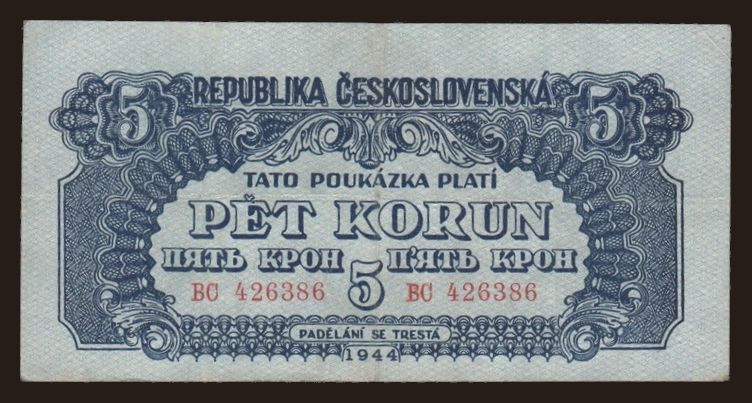 5 REPUBLIKA ČESKOSLOVENSKÁ 5
TATO POUKÁZKA PLATÍ
PĚT KORUN
ПЯТЬ КРОН 5 П'ЯТЬ КРОН
BC 426386 BC 426386
PADĚLÁNÍ SE TRESTÁ
1944